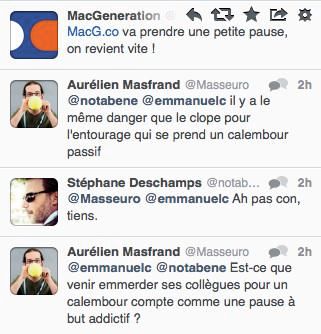 MacGeneration
MacG.co va prendre une petite pause,
on revient vite !
Aurélien Masfrand @Masseuro 2h
@notabene @emmanuelc il y a le
même danger que le clope pour
l'entourage qui se prend un calembour
passif
Stéphane Deschamps @notab... 2h
@Masseuro @emmanuelc Ah pas con,
tiens.
Aurélien Masfrand @Masseuro 2h
@emmanuelc @notabene Est-ce que
venir emmerder ses collègues pour un
calembour compte comme une pause à
but addictif ?